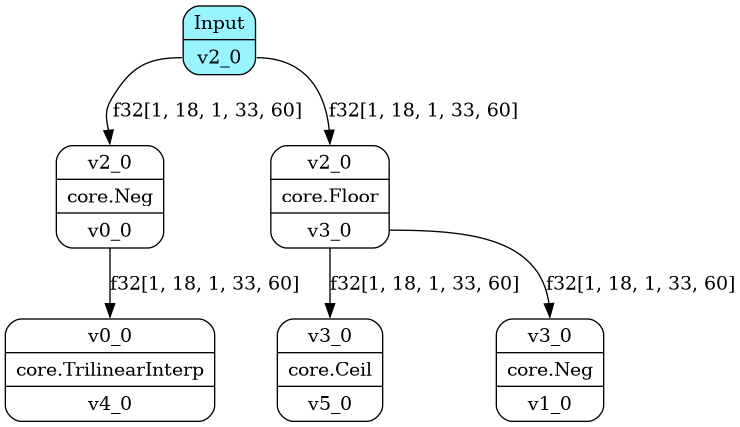 Input
v2_0
f32[1, 18, 1, 33, 60]
f32[1, 18, 1, 33, 60]
v2_0
core.Neg
v0_0
v2_0
core.Floor
v3_0
f32[1, 18, 1, 33, 60]
f32[1, 18, 1, 33, 60]
f32[1, 18, 1, 33, 60]
v0_0
core.TrilinearInterp
v4_0
v3_0
core.Ceil
v5_0
v3_0
core.Neg
v1_0